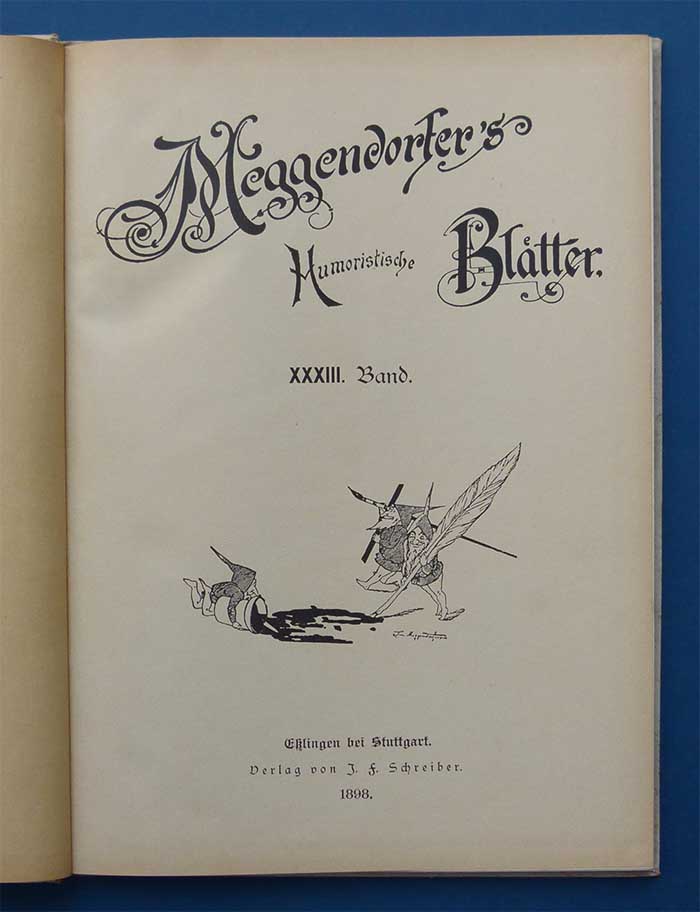 Meggendorfer's
Humoristische Blätter.
XXXIII. Band.
Eßlingen bei Stuttgart.
Verlag von J. F. Schreiber.
1898.